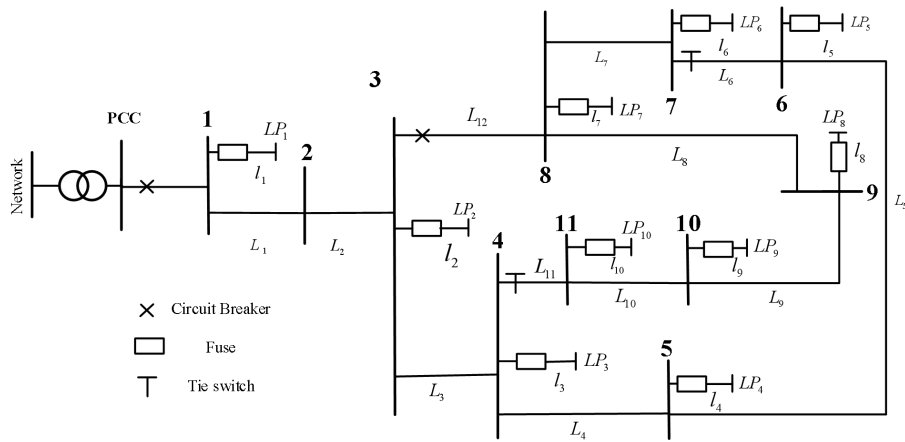 LP₆
LP₅
l₆
l₅
L₇
L₆
7
6
3
PCC
1
LP₁
l₁
2
L₁₂
l₇
LP₇
8
LP₈
l₈
L₈
9
Network
L₁
L₂
LP₂
l₂
4
11
LP₁₀
l₁₀
10
LP₉
l₉
L₁₁
L₁₀
L₉
Circuit Breaker
Fuse
Tie switch
L₃
LP₃
l₃
5
LP₄
l₄
L₄